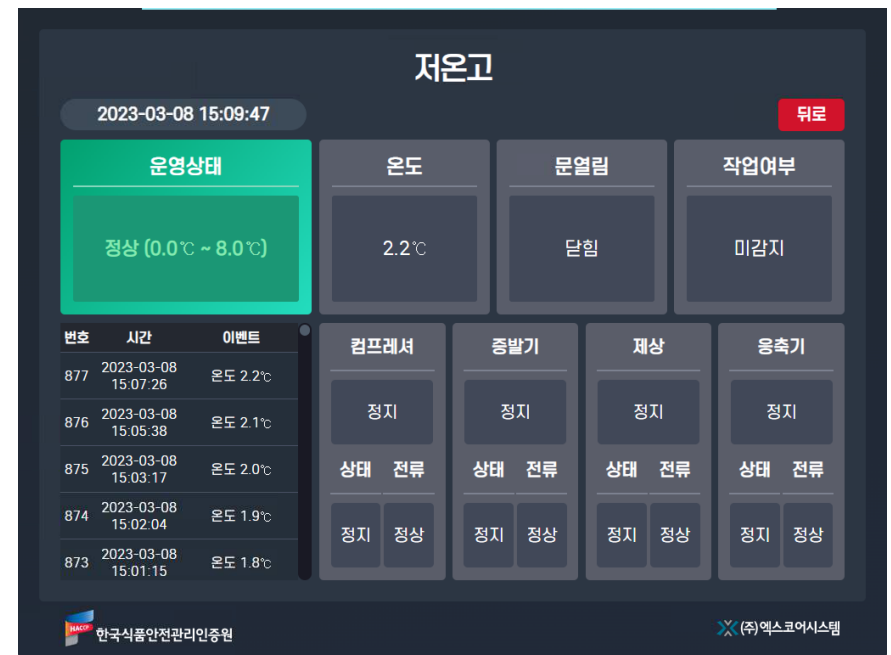 저온고
2023-03-08 15:09:47
뒤로
운영상태
온도
문열림
작업여부
정상 (0.0℃ ~ 8.0℃)
2.2℃
닫힘
미감지
번호 시간 이벤트
877 2023-03-08 15:07:26 온도 2.2℃
876 2023-03-08 15:05:38 온도 2.1℃
875 2023-03-08 15:03:17 온도 2.0℃
874 2023-03-08 15:02:04 온도 1.9℃
873 2023-03-08 15:01:15 온도 1.8℃
컴프레셔
증발기
제상
응축기
정지
정지
정지
정지
상태 전류
상태 전류
상태 전류
상태 전류
정지 정상
정지 정상
정지 정상
정지 정상
HACCP
한국식품안전관리인증원
(주)엑스코어시스템